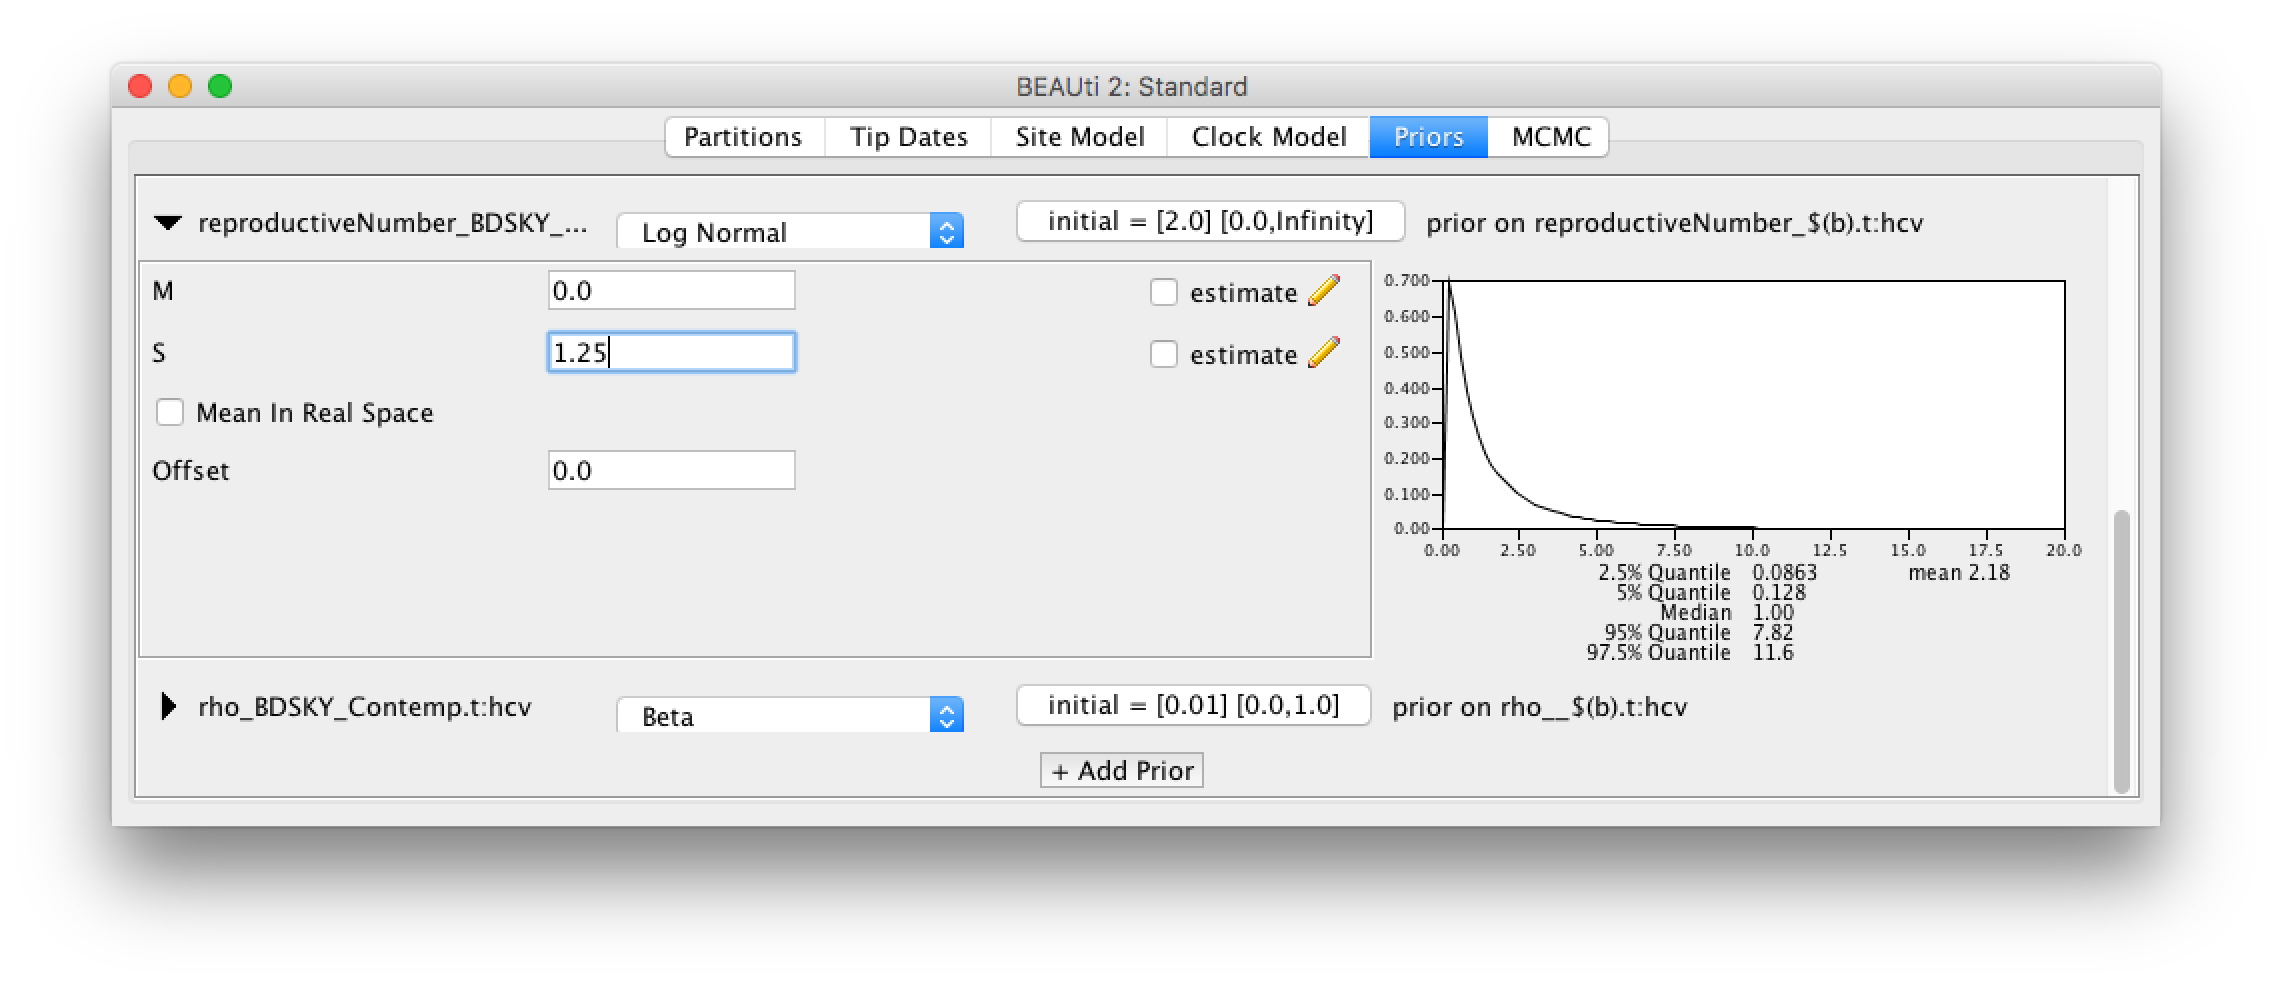 BEAUti 2: Standard
Partitions Tip Dates Site Model Clock Model Priors MCMC
reproductiveNumber_BDSKY_... Log Normal initial = [2.0] [0.0,Infinity] prior on reproductiveNumber_$(b).t:hcv
M 0.0 estimate
S 1.25 estimate
Mean In Real Space
Offset 0.0
0.700
0.600
0.500
0.400
0.300
0.200
0.100
0.00
0.00 2.50 5.00 7.50 10.0 12.5 15.0 17.5 20.0
2.5% Quantile 0.0863 mean 2.18
5% Quantile 0.128
Median 1.00
95% Quantile 7.82
97.5% Quantile 11.6
rho_BDSKY_Contemp.t:hcv Beta initial = [0.01] [0.0,1.0] prior on rho__$(b).t:hcv
+ Add Prior